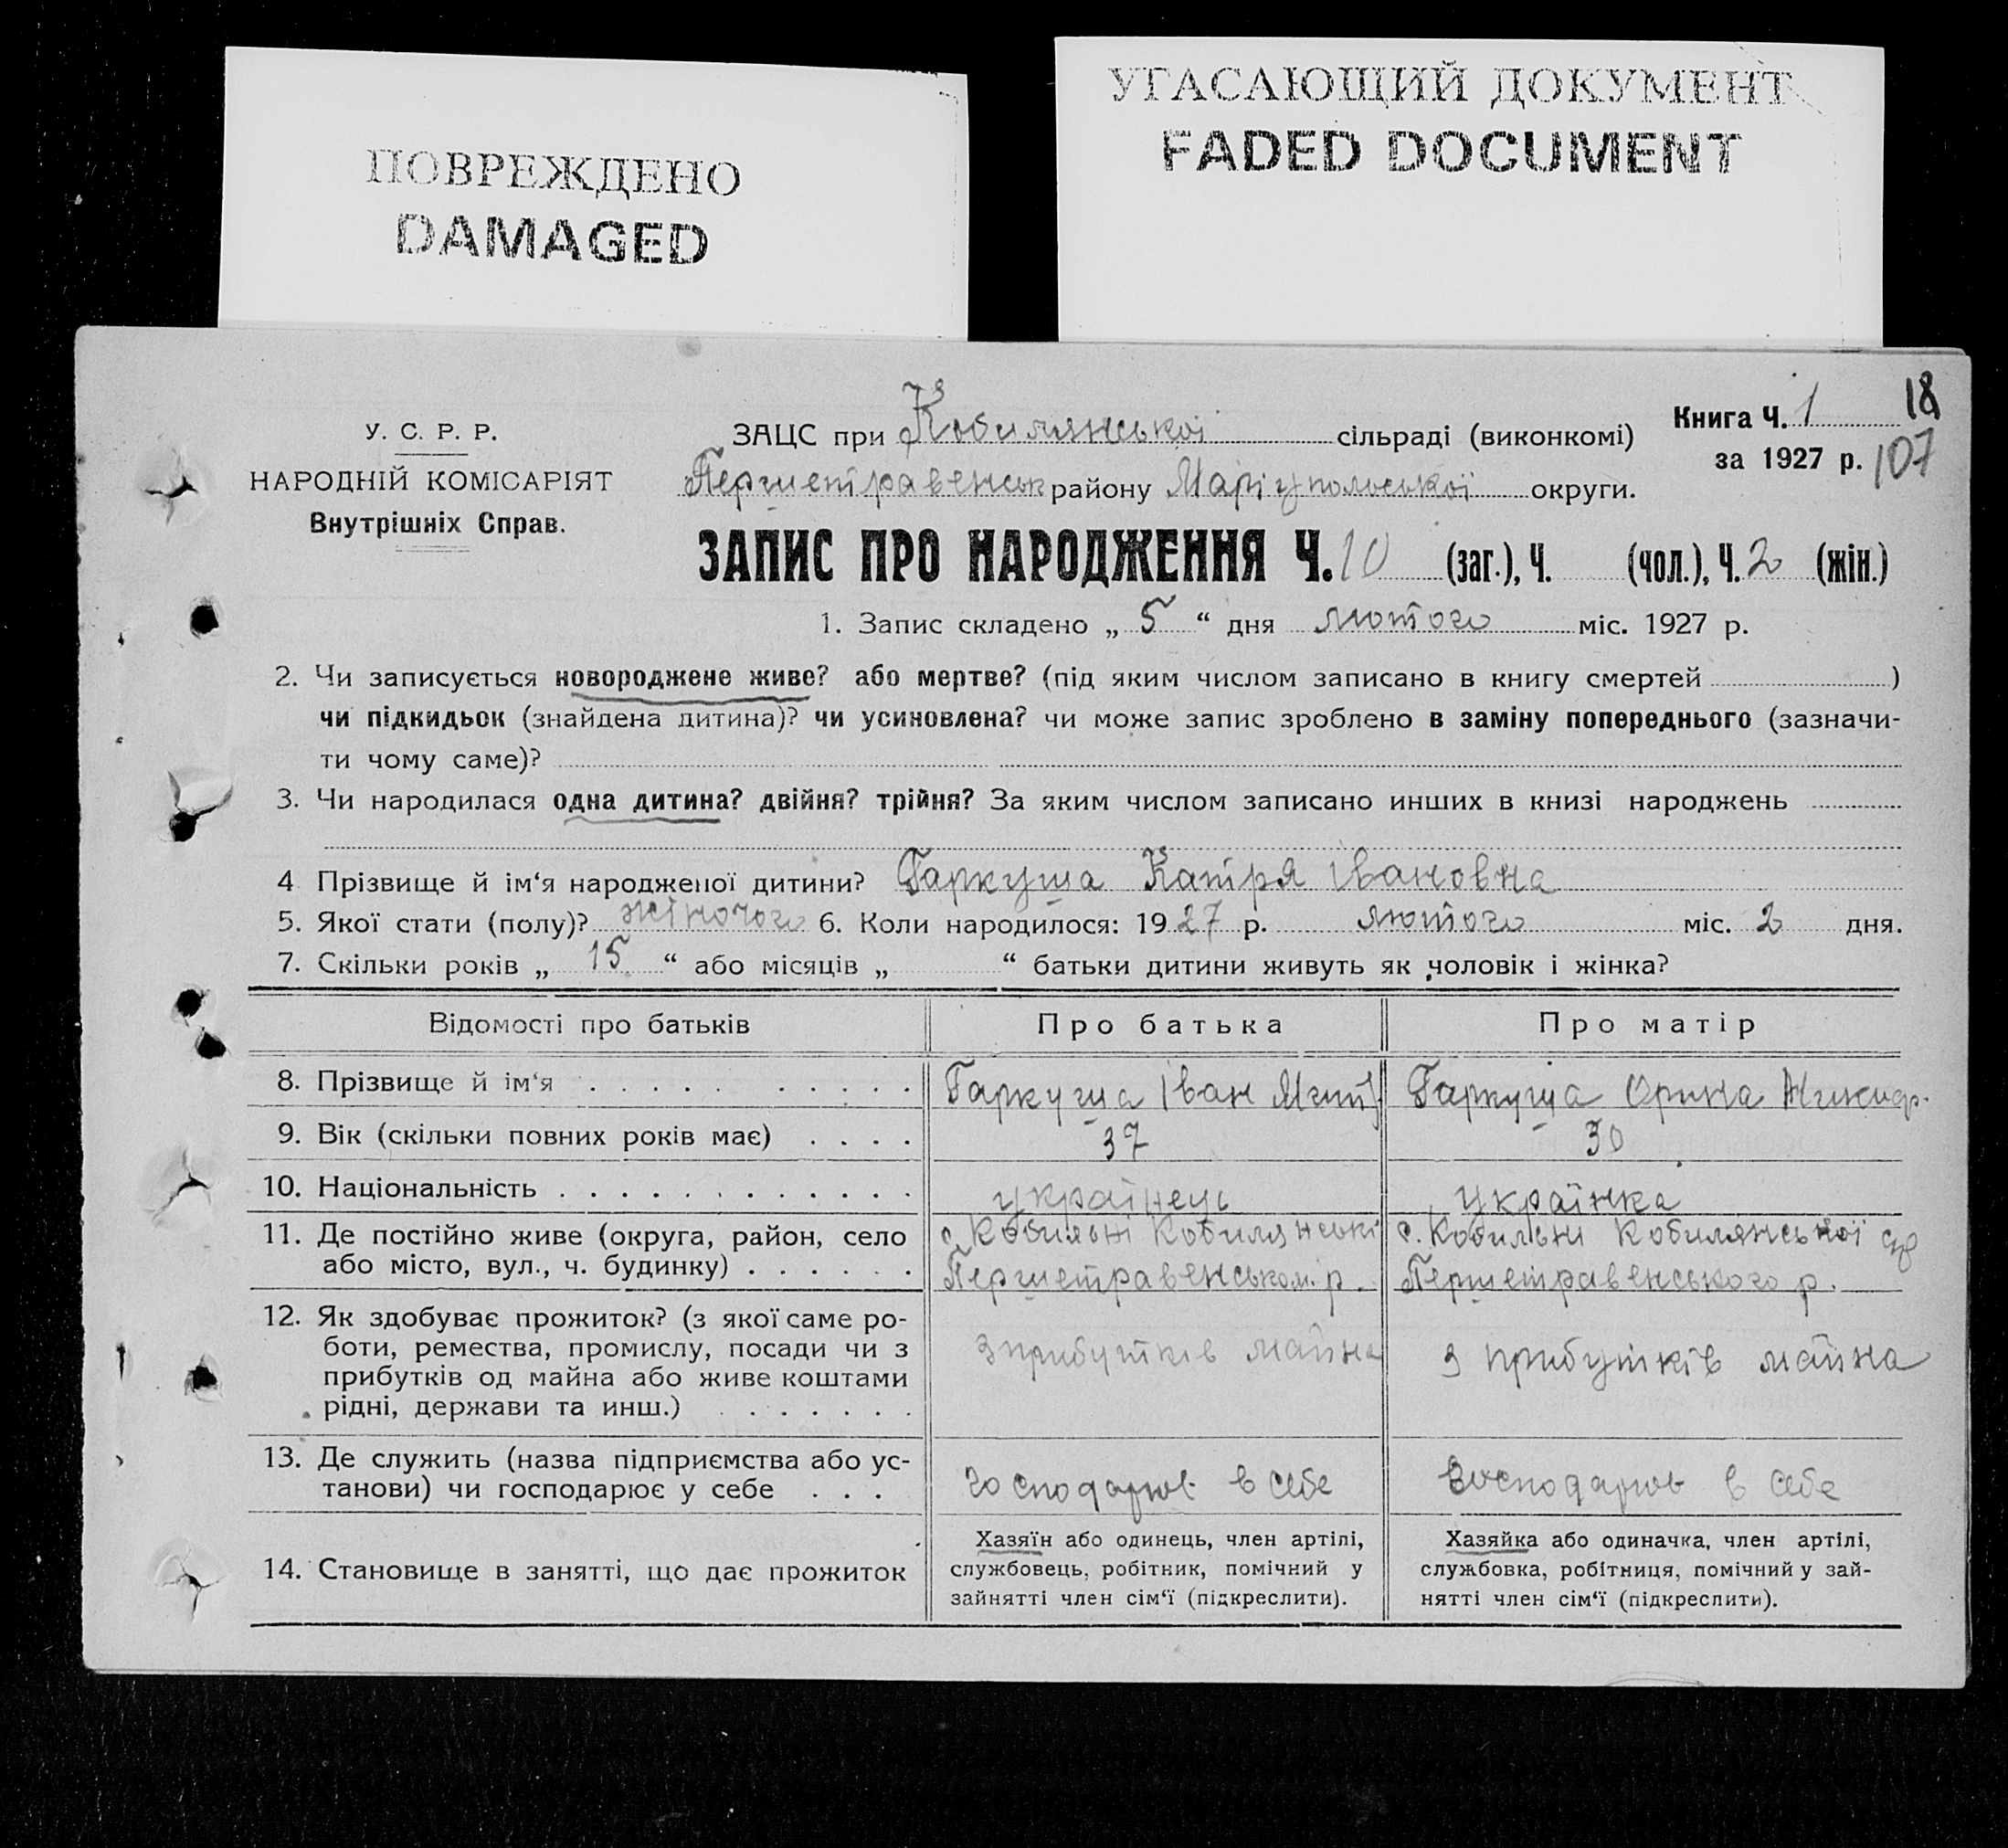 УГАСАЮЩИЙ ДОКУМЕНТ
FADED DOCUMENT
ПОВРЕЖДЕНО
DAMAGED
У. С. Р. Р.
НАРОДНІЙ КОМІСАРІЯТ
Внутрішніх Справ.
Книга Ч. 1
18
за 1927 р. 107
ЗАЦС при Кобилянської сільраді (виконкомі)
Першетравенськ району Маріупольської округи.
ЗАПИС ПРО НАРОДЖЕННЯ Ч. 10 (заг.), Ч. (чол.), Ч. 2 (жін.)
1. Запис складено „ 5 “ дня лютого міс. 1927 р.
2. Чи записується новороджене живе? або мертве? (під яким числом записано в книгу смертей )
чи підкидьок (знайдена дитина)? чи усиновлена? чи може запис зроблено в заміну попереднього (зазначи-
ти чому саме)?
3. Чи народилася одна дитина? двійня? трійня? За яким числом записано инших в книзі народжень
4 Прізвище й ім‘я народженої дитини? Гаркуша Катря Івановна
5. Якої стати (полу)? жіночого 6. Коли народилося: 19 27 р. лютого міс. 2 дня.
7. Скільки років „ 15 “ або місяців „ “ батьки дитини живуть як чоловік і жінка?
Відомості про батьків Про батька Про матір
8. Прізвище й ім‘я . . . . . . . . . . Гаркуша Іван Гаркуша Орина
9. Вік (скільки повних років має) . . . . 37 30
10. Національність . . . . . . . . . . . . українець українка
11. Де постійно живе (округа, район, село
або місто, вул., ч. будинку) . . . . . .
с. Кобильні Кобилянські
Першетравенськом. р.
с. Кобильни Кобилянської
Першетравенського р.
12. Як здобуває прожиток? (з якої саме ро-
боти, ремества, промислу, посади чи з
прибутків од майна або живе коштами
рідні, держави та инш.) . . . . . . .
з прибутків майна
з прибутків майна
13. Де служить (назва підприємства або ус-
танови) чи господарює у себе . . .
господарює в себе
господарює в себе
14. Становище в занятті, що дає прожиток
Хазяїн або одинець, член артілі,
службовець, робітник, помічний у
зайнятті член сім‘ї (підкреслити).
Хазяйка або одиначка, член артілі,
службовка, робітниця, помічний у зай-
нятті член сім‘ї (підкреслити).